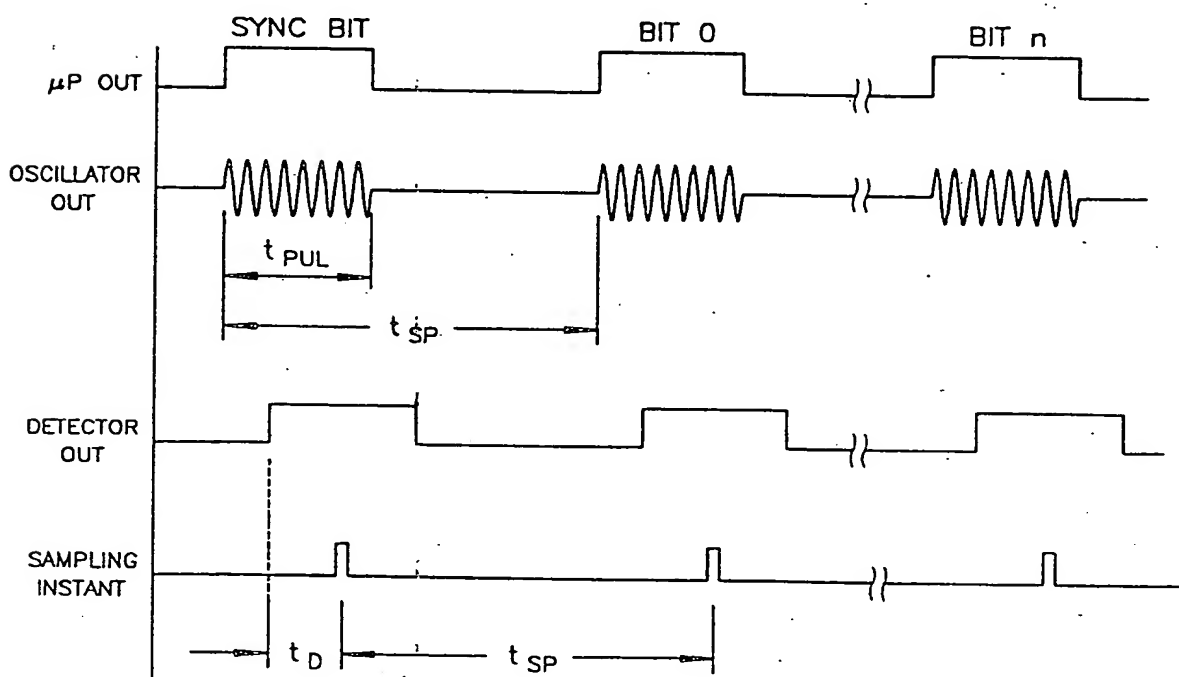 SYNC BIT
BIT 0
BIT n
μP OUT
OSCILLATOR
OUT
t PUL
t SP
DETECTOR
OUT
SAMPLING
INSTANT
t D
t SP